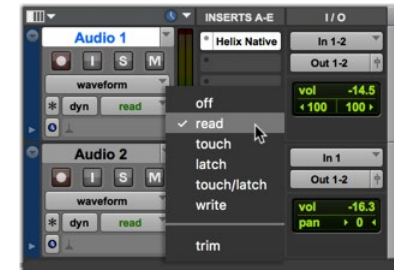 INSERTS A-E I / O
Audio 1
Helix Native
In 1-2
I S M
Out 1-2
waveform
vol -14.5
dyn read
100 100
off
read
touch
latch
touch/latch
write
trim
Audio 2
In 1
I S M
Out 1-2
waveform
vol -16.3
dyn read
pan 0